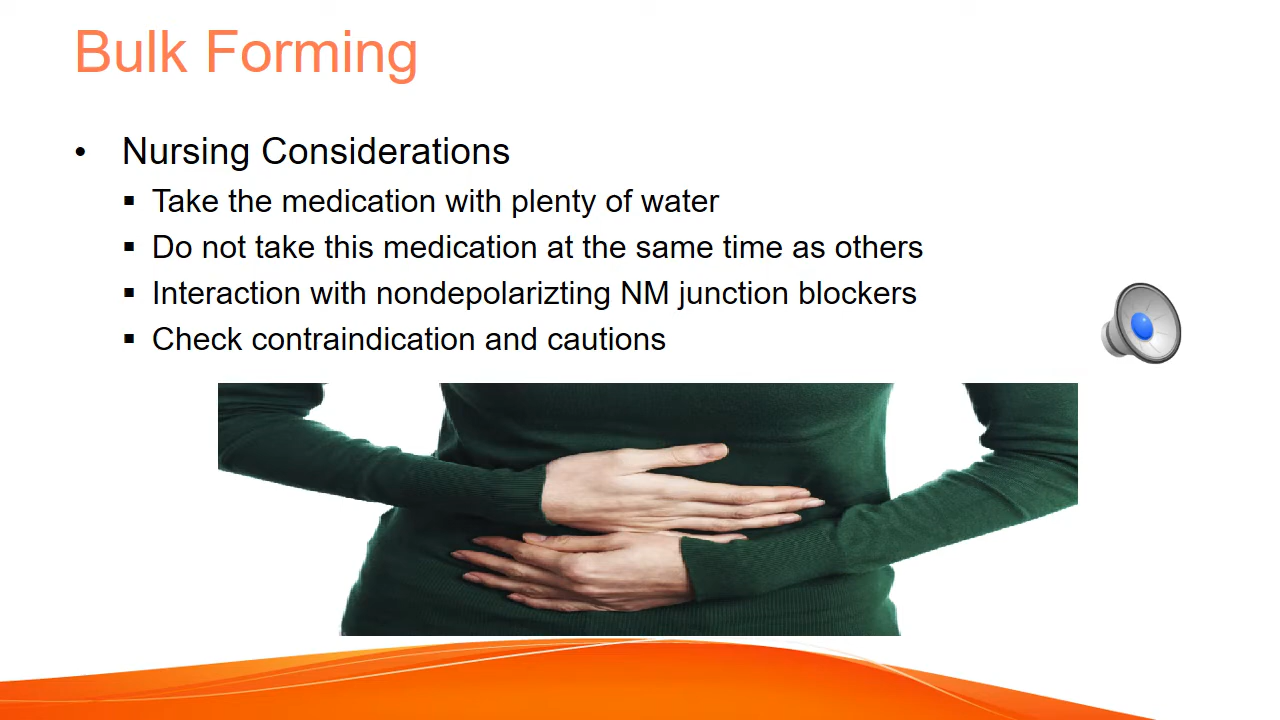 Bulk Forming
• Nursing Considerations
▪ Take the medication with plenty of water
▪ Do not take this medication at the same time as others
▪ Interaction with nondepolarizting NM junction blockers
▪ Check contraindication and cautions